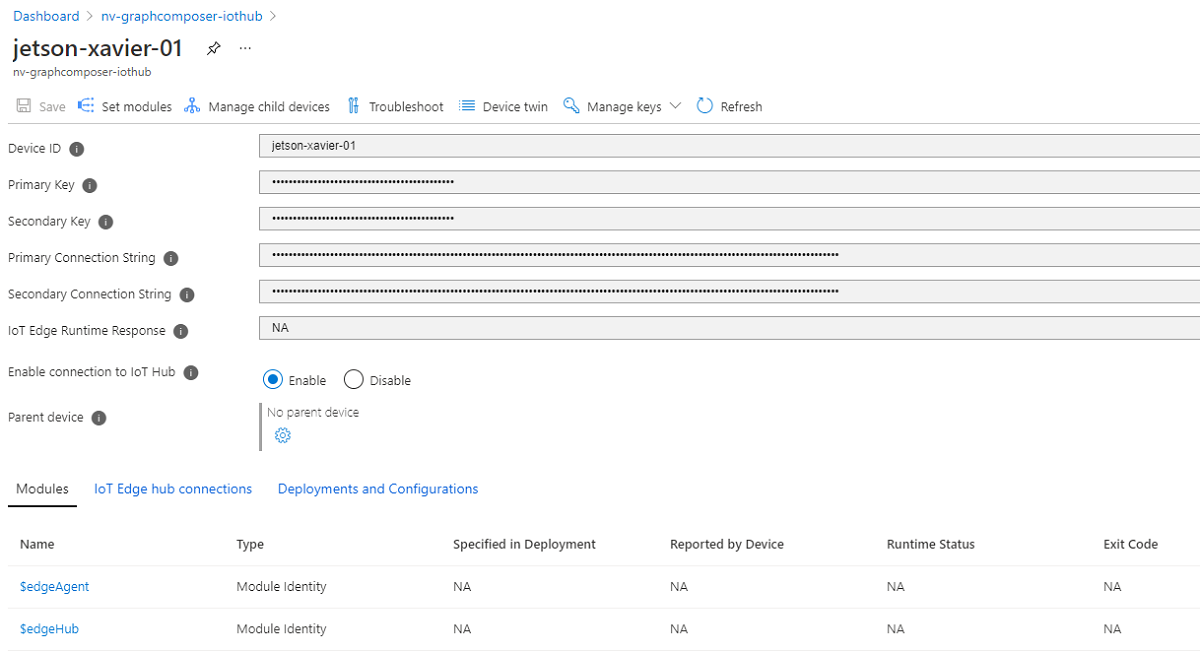 Dashboard > nv-graphcomposer-iothub >
jetson-xavier-01 ...
nv-graphcomposer-iothub
Save Set modules Manage child devices Troubleshoot Device twin Manage keys Refresh
Device ID jetson-xavier-01
Primary Key ••••••••••••••••••••••••••••••••••••••••••••
Secondary Key ••••••••••••••••••••••••••••••••••••••••••••
Primary Connection String
Secondary Connection String
IoT Edge Runtime Response NA
Enable connection to IoT Hub Enable Disable
Parent device No parent device
Modules IoT Edge hub connections Deployments and Configurations
Name Type Specified in Deployment Reported by Device Runtime Status Exit Code
$edgeAgent Module Identity NA NA NA NA
$edgeHub Module Identity NA NA NA NA